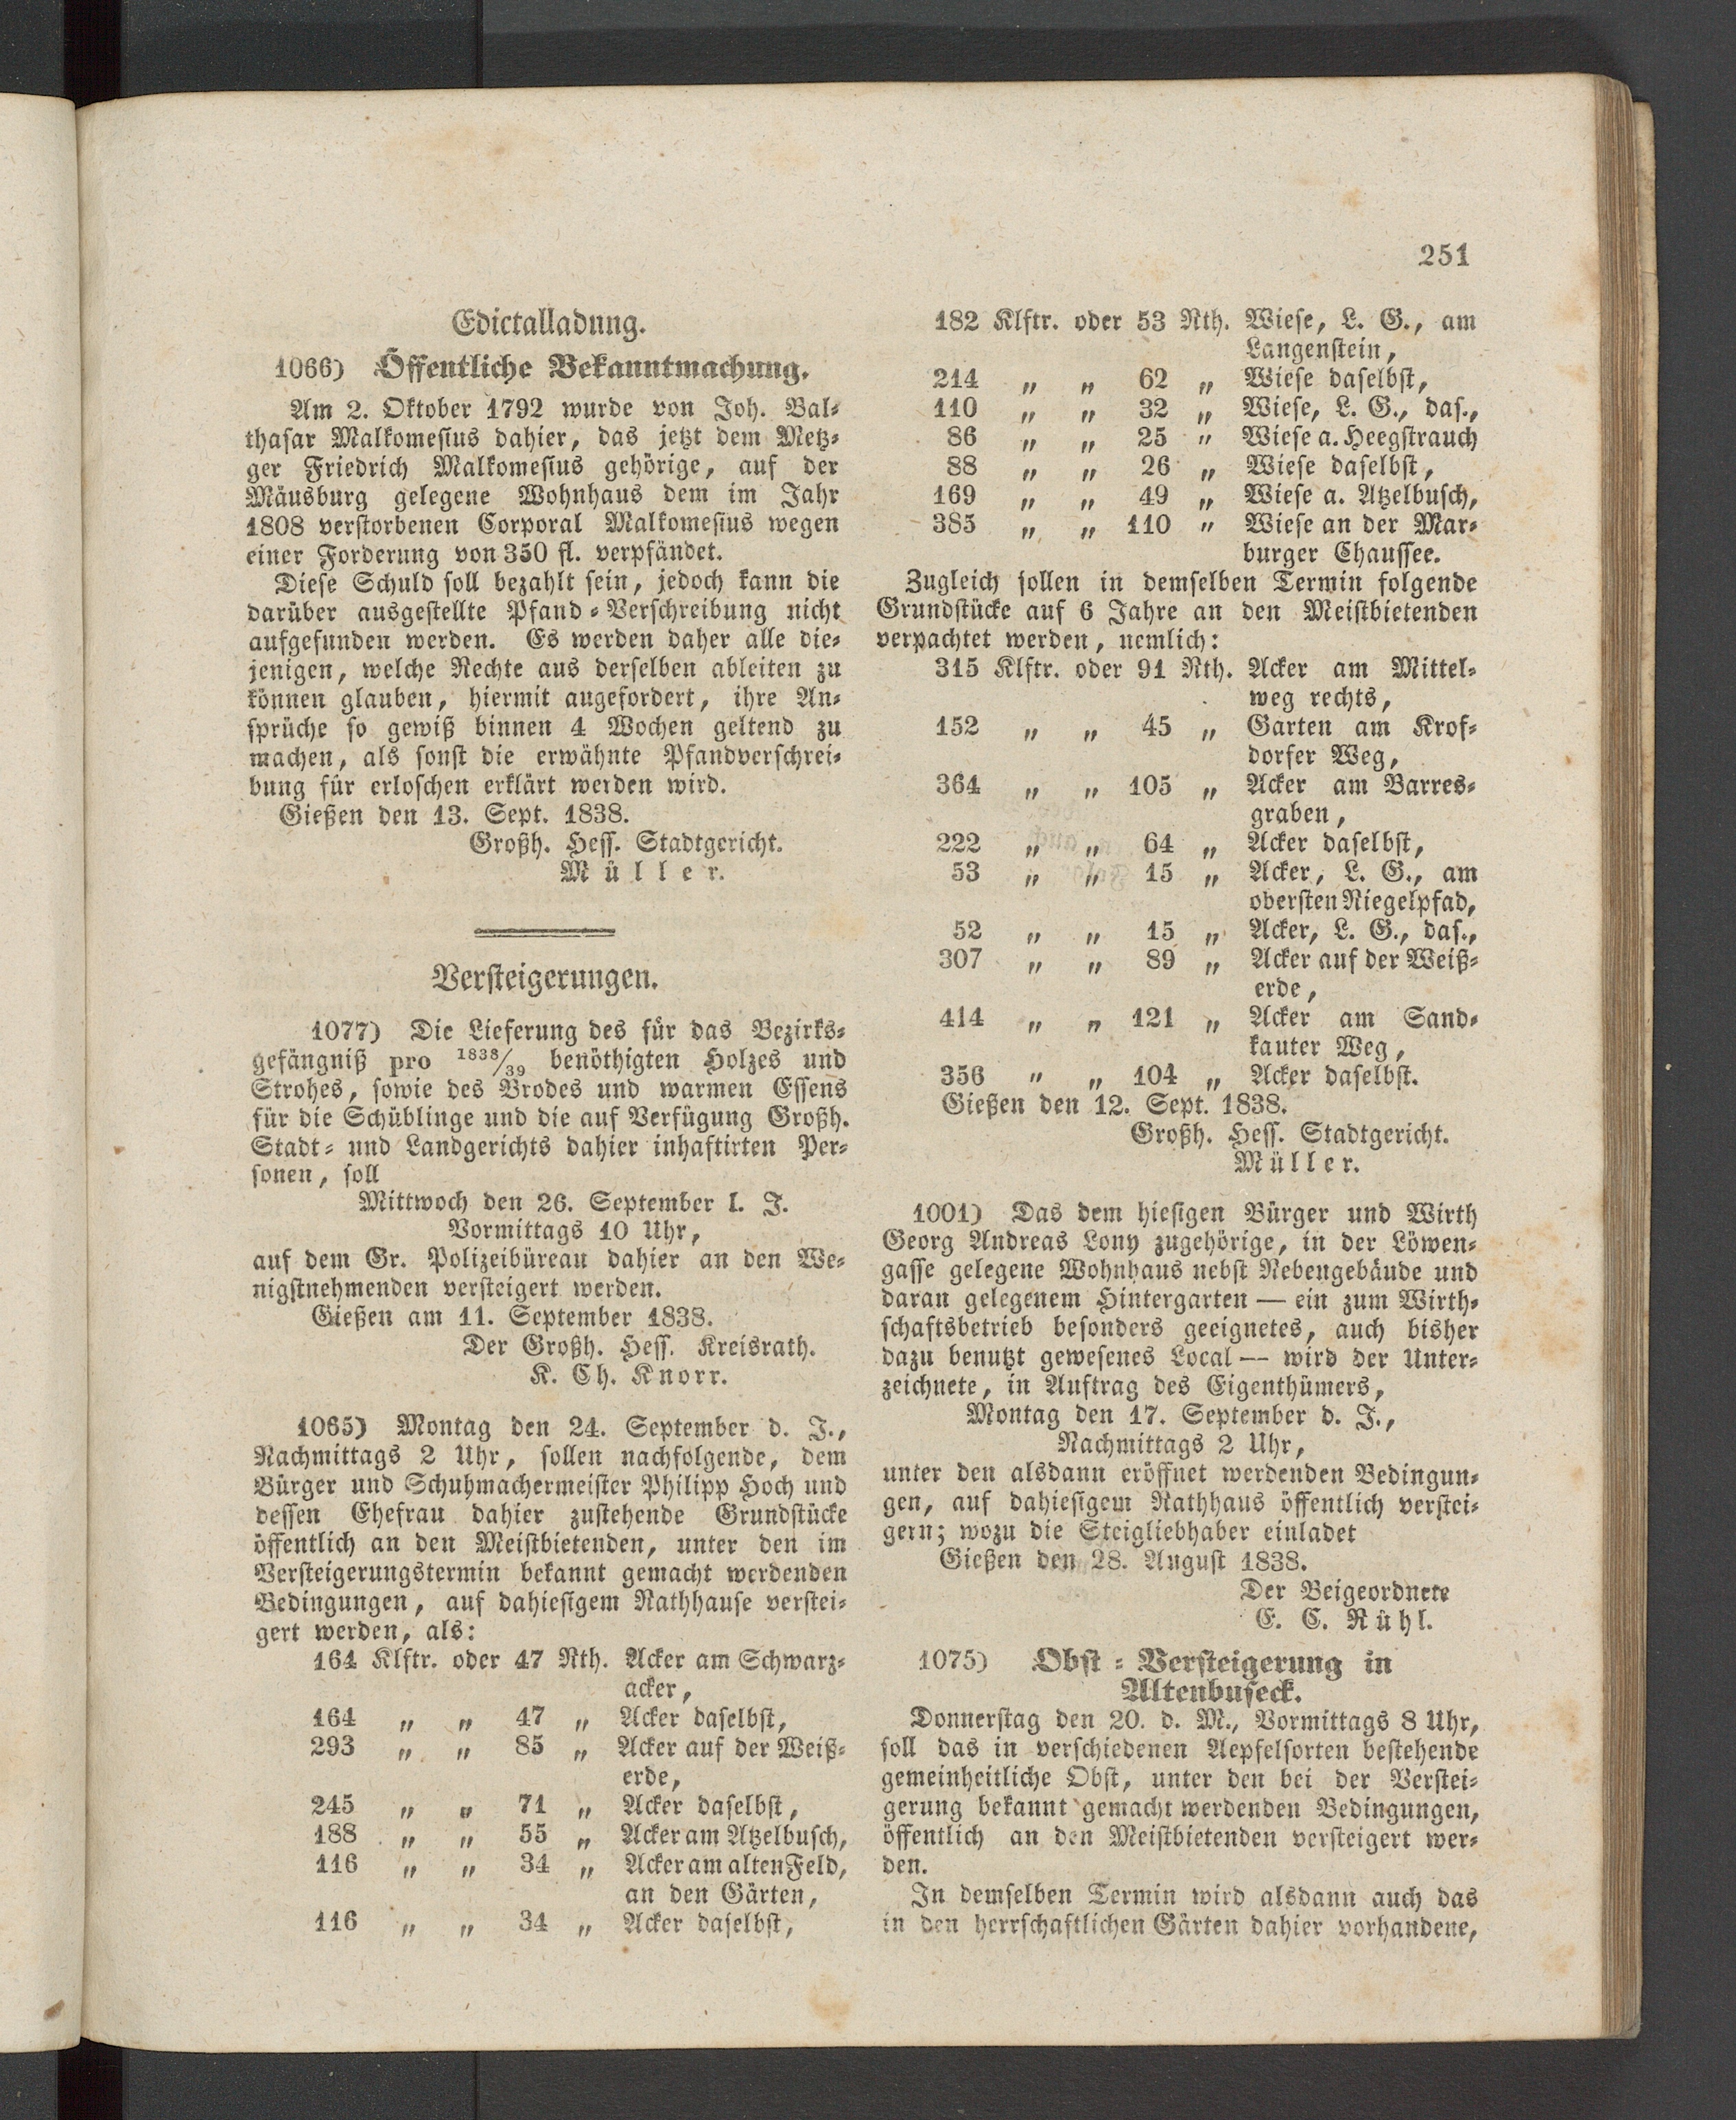 251
Edictalladung.
1066) Öffentliche Bekanntmachung.
Am 2. Oktober 1792 wurde von Joh. Bal-
thasar Malkomesius dahier, das jetzt dem Metz-
ger Friedrich Malkomesius gehörige, auf der
Mäusburg gelegene Wohnhaus dem im Jahr
1808 verstorbenen Corporal Malkomesius wegen
einer Forderung von 350 fl. verpfändet.
Diese Schuld soll bezahlt sein, jedoch kann die
darüber ausgestellte Pfand-Verschreibung nicht
aufgefunden werden. Es werden daher alle die-
jenigen, welche Rechte aus derselben ableiten zu
können glauben, hiermit augefordert, ihre An-
sprüche so gewiß binnen 4 Wochen geltend zu
machen, als sonst die erwähnte Pfandverschrei-
bung für erloschen erklärt werden wird.
Gießen den 13. Sept. 1838.
Großh. Hess. Stadtgericht.
Müller.
Versteigerungen.
1077) Die Lieferung des für das Bezirks-
gefängniß pro 1838/39 benöthigten Holzes und
Strohes, sowie des Brodes und warmen Essens
für die Schüblinge und die auf Verfügung Großh.
Stadt- und Landgerichts dahier inhaftirten Per-
sonen, soll
Mittwoch den 26. September l. J.
Vormittags 10 Uhr,
auf dem Gr. Polizeibüreau dahier an den We-
nigstnehmenden versteigert werden.
Gießen am 11. September 1838.
Der Großh. Hess. Kreisrath.
K. Ch. Knorr.
1065) Montag den 24. September d. J.,
Nachmittags 2 Uhr, sollen nachfolgende, dem
Bürger und Schuhmachermeister Philipp Hoch und
dessen Ehefrau dahier zustehende Grundstücke
öffentlich an den Meistbietenden, unter den im
Versteigerungstermin bekannt gemacht werdenden
Bedingungen, auf dahiesigem Rathhause verstei-
gert werden, als:
164 Klftr. oder 47 Rth. Acker am Schwarz-
acker,
164 „ „ 47 „ Acker daselbst,
293 „ „ 85 „ Acker auf der Weiß-
erde,
245 „ „ 71 „ Acker daselbst,
188 „ „ 55 „ Acker am Atzelbusch,
116 „ „ 34 „ Acker am alten Feld,
an den Gärten,
116 „ „ 34 „ Acker daselbst,
182 Klftr. oder 53 Rth. Wiese, L. G., am
Langenstein,
214 „ „ 62 „ Wiese daselbst,
110 „ „ 32 „ Wiese, L. G., das.,
86 „ „ 25 „ Wiese a. Heegstrauch
88 „ „ 26 „ Wiese daselbst,
169 „ „ 49 „ Wiese a. Atzelbusch,
385 „ „ 110 „ Wiese an der Mar-
burger Chaussee.
Zugleich sollen in demselben Termin folgende
Grundstücke auf 6 Jahre an den Meistbietenden
verpachtet werden, nemlich:
315 Klftr. oder 91 Rth. Acker am Mittel-
weg rechts,
152 „ „ 45 „ Garten am Krof-
dorfer Weg,
364 „ „ 105 „ Acker am Barres-
graben,
222 „ „ 64 „ Acker daselbst,
53 „ „ 15 „ Acker, L. G., am
obersten Riegelpfad,
52 „ „ 15 „ Acker, L. G., das.,
307 „ „ 89 „ Acker auf der Weiß-
erde,
414 „ „ 121 „ Acker am Sand-
kauter Weg,
356 „ „ 104 „ Acker daselbst.
Gießen den 12. Sept. 1838.
Großh. Hess. Stadtgericht.
Müller.
1001) Das dem hiesigen Bürger und Wirth
Georg Andreas Lony zugehörige, in der Löwen-
gasse gelegene Wohnhaus nebst Nebengebäude und
daran gelegenem Hintergarten — ein zum Wirth-
schaftsbetrieb besonders geeignetes, auch bisher
dazu benutzt gewesenes Local — wird der Unter-
zeichnete, in Auftrag des Eigenthümers,
Montag den 17. September d. J.,
Nachmittags 2 Uhr,
unter den alsdann eröffnet werdenden Bedingun-
gen, auf dahiesigem Rathhaus öffentlich verstei-
gern; wozu die Steigliebhaber einladet
Gießen den 28. August 1838.
Der Beigeordnete
E. C. Rühl.
1075) Obst-Versteigerung in
Altenbuseck.
Donnerstag den 20. d. M., Vormittags 8 Uhr,
soll das in verschiedenen Aepfelsorten bestehende
gemeinheitliche Obst, unter den bei der Verstei-
gerung bekannt gemacht werdenden Bedingungen,
öffentlich an den Meistbietenden versteigert wer-
den.
In demselben Termin wird alsdann auch das
in den herrschaftlichen Gärten dahier vorhandene,